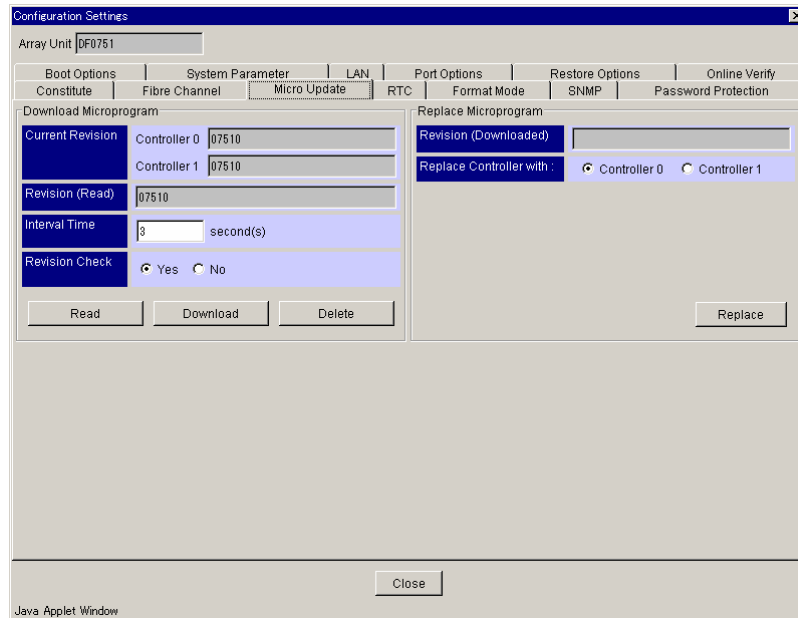 Configuration Settings
Array Unit DF0751
Boot Options System Parameter LAN Port Options Restore Options Online Verify
Constitute Fibre Channel Micro Update RTC Format Mode SNMP Password Protection
Download Microprogram
Current Revision Controller 0 07510
Controller 1 07510
Revision (Read) 07510
Interval Time 3 second(s)
Revision Check Yes No
Read Download Delete
Replace Microprogram
Revision (Downloaded)
Replace Controller with : Controller 0 Controller 1
Replace
Close
Java Applet Window